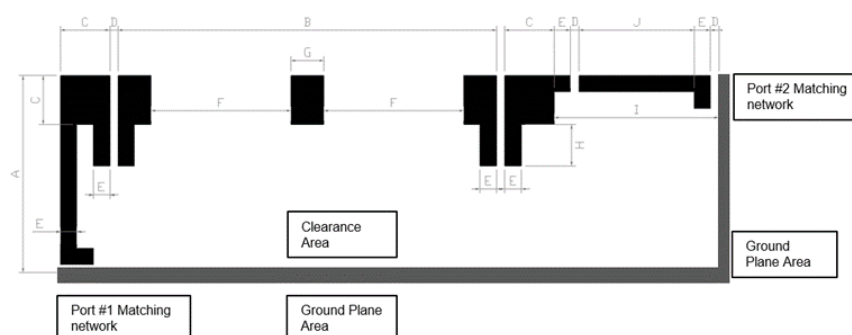 C D B C E D J E D
G
C
F F
Port #2 Matching
network
I
A
H
E E E
E
Clearance
Area
Ground
Plane Area
Port #1 Matching
network
Ground Plane
Area